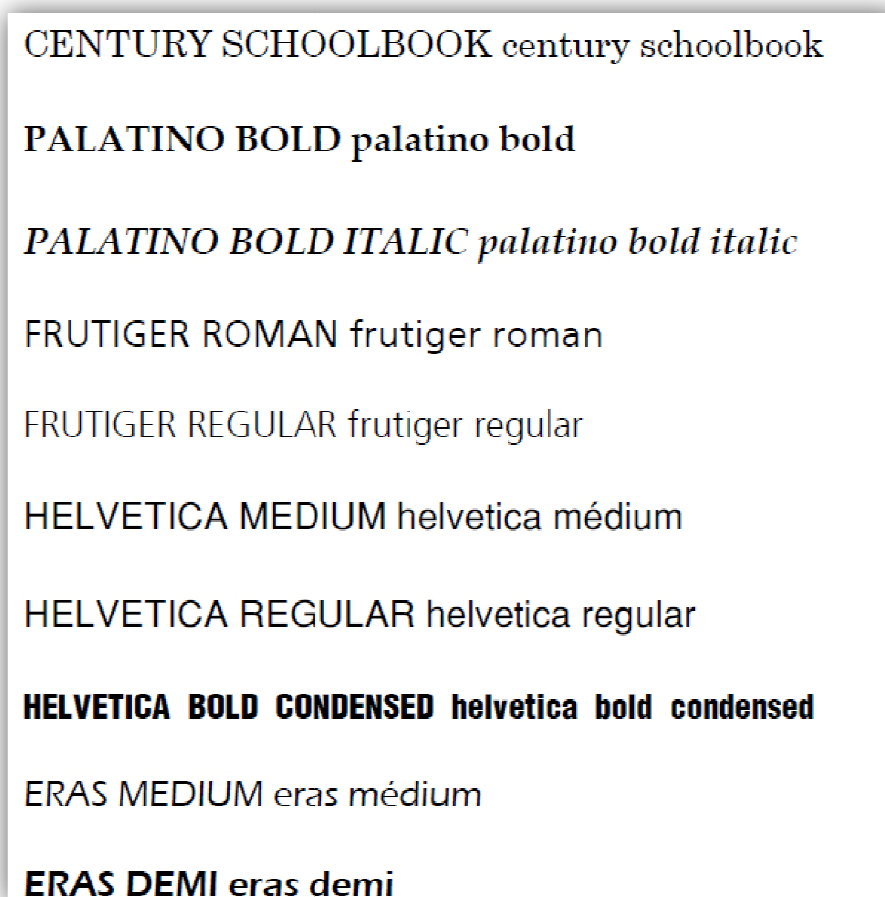 CENTURY SCHOOLBOOK century schoolbook
PALATINO BOLD palatino bold
PALATINO BOLD ITALIC palatino bold italic
FRUTIGER ROMAN frutiger roman
FRUTIGER REGULAR frutiger regular
HELVETICA MEDIUM helvetica médium
HELVETICA REGULAR helvetica regular
HELVETICA BOLD CONDENSED helvetica bold condensed
ERAS MEDIUM eras médium
ERAS DEMI eras demi